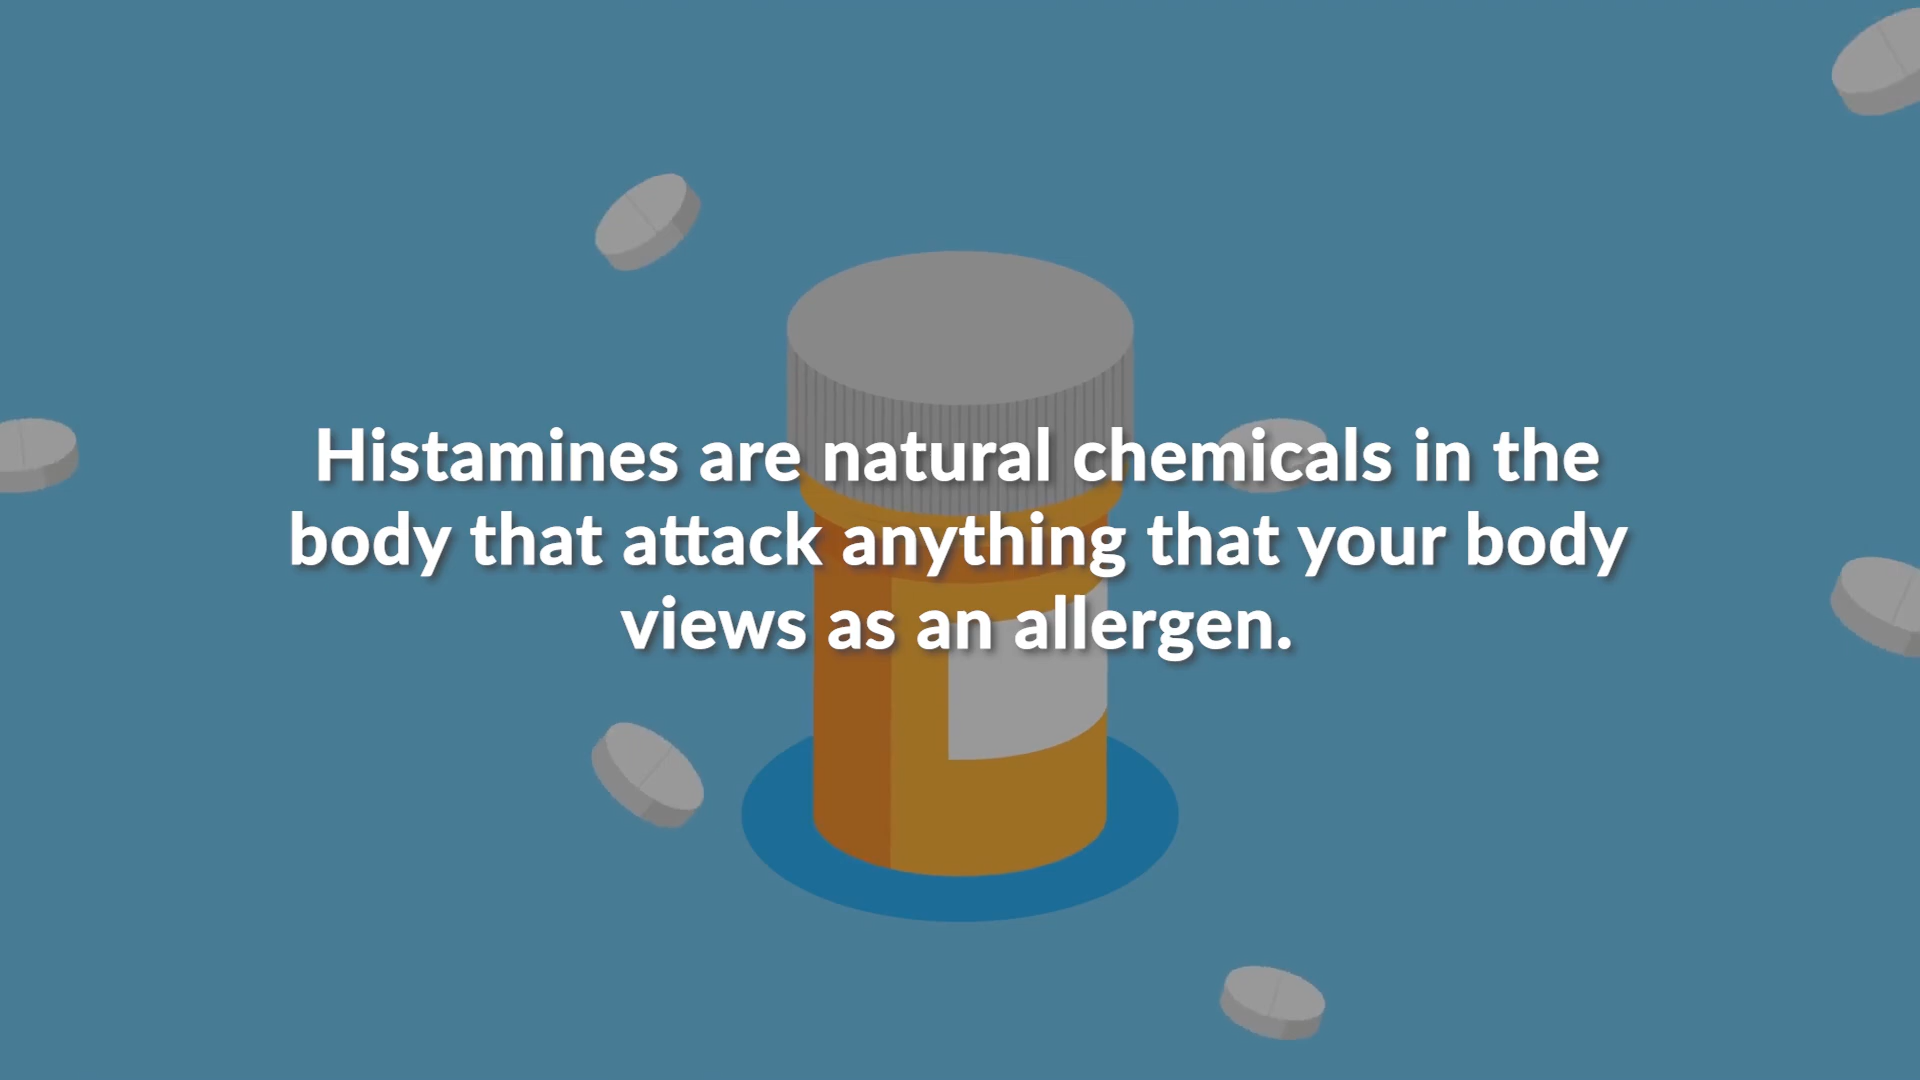 Histamines are natural chemicals in the
body that attack anything that your body
views as an allergen.